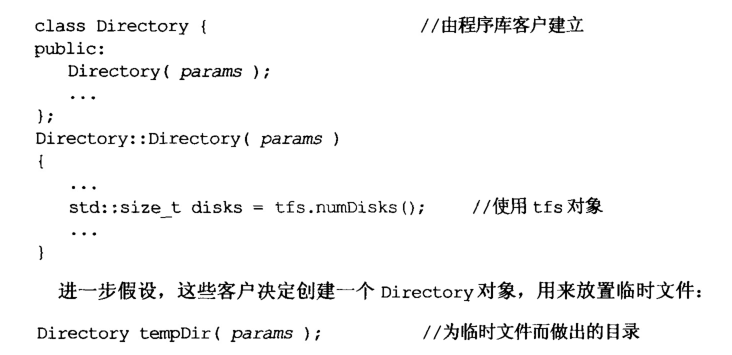 class Directory { //由程序库客户建立
public:
Directory( params );
...
};
Directory::Directory( params )
{
...
std::size_t disks = tfs.numDisks(); //使用 tfs 对象
...
}
进一步假设，这些客户决定创建一个 Directory 对象，用来放置临时文件：
Directory tempDir( params ); //为临时文件而做出的目录